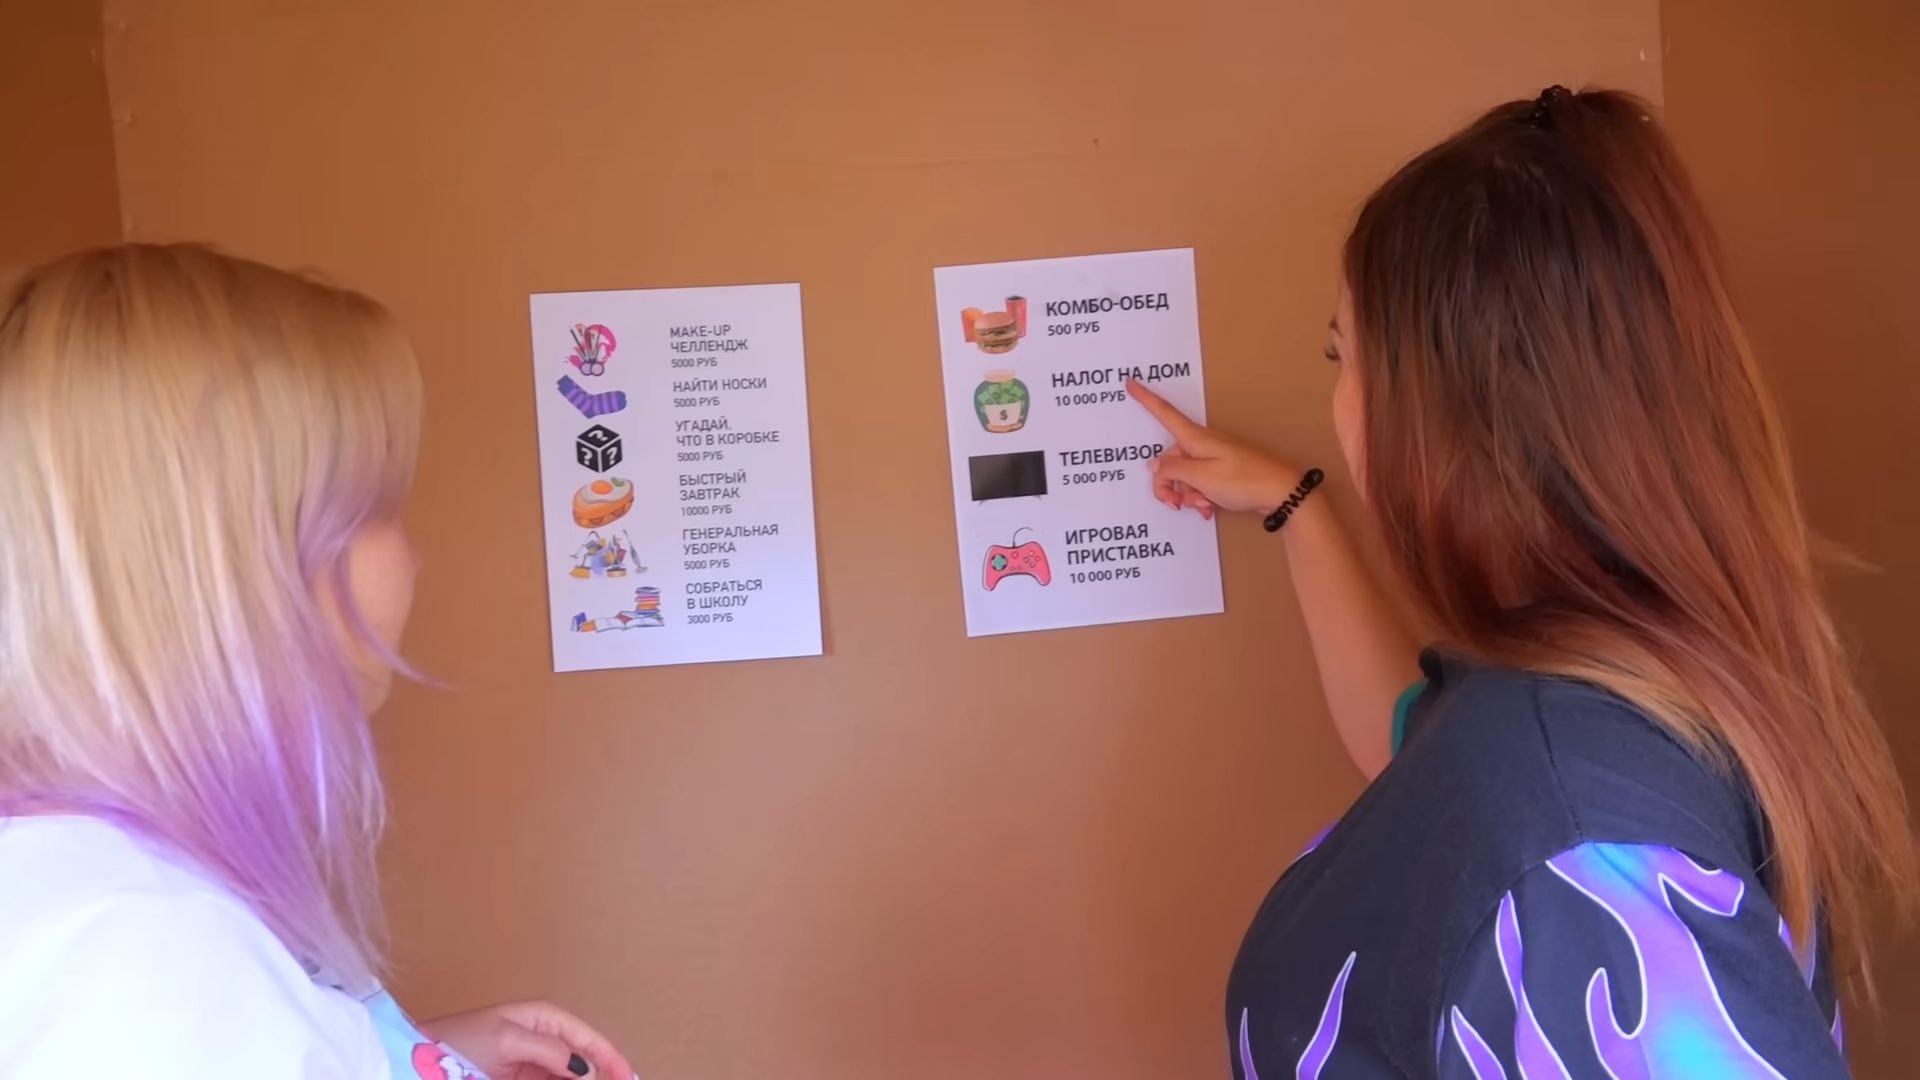 MAKE-UP
ЧЕЛЛЕНДЖ
5000 РУБ
НАЙТИ НОСКИ
5000 РУБ
УГАДАЙ,
ЧТО В КОРОБКЕ
5000 РУБ
БЫСТРЫЙ
ЗАВТРАК
10000 РУБ
ГЕНЕРАЛЬНАЯ
УБОРКА
5000 РУБ
СОБРАТЬСЯ
В ШКОЛУ
3000 РУБ
КОМБО-ОБЕД
500 РУБ
НАЛОГ НА ДОМ
10 000 РУБ
$
ТЕЛЕВИЗОР
5 000 РУБ
ИГРОВАЯ
ПРИСТАВКА
10 000 РУБ
? ? ?